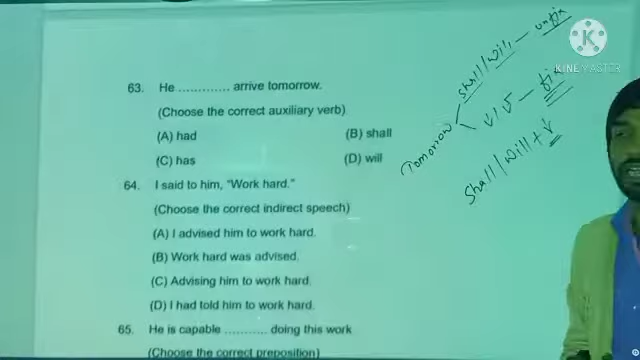 63. He ............. arrive tomorrow.
(Choose the correct auxiliary verb)
(A) had (B) shall
(C) has (D) will
64. I said to him, "Work hard."
(Choose the correct indirect speech)
(A) I advised him to work hard.
(B) Work hard was advised.
(C) Advising him to work hard.
(D) I had told him to work hard.
65. He is capable .......... doing this work
(Choose the correct preposition)
Tomorrow
shall/will - unfix
fix
Shall/will + V
KINEMASTER